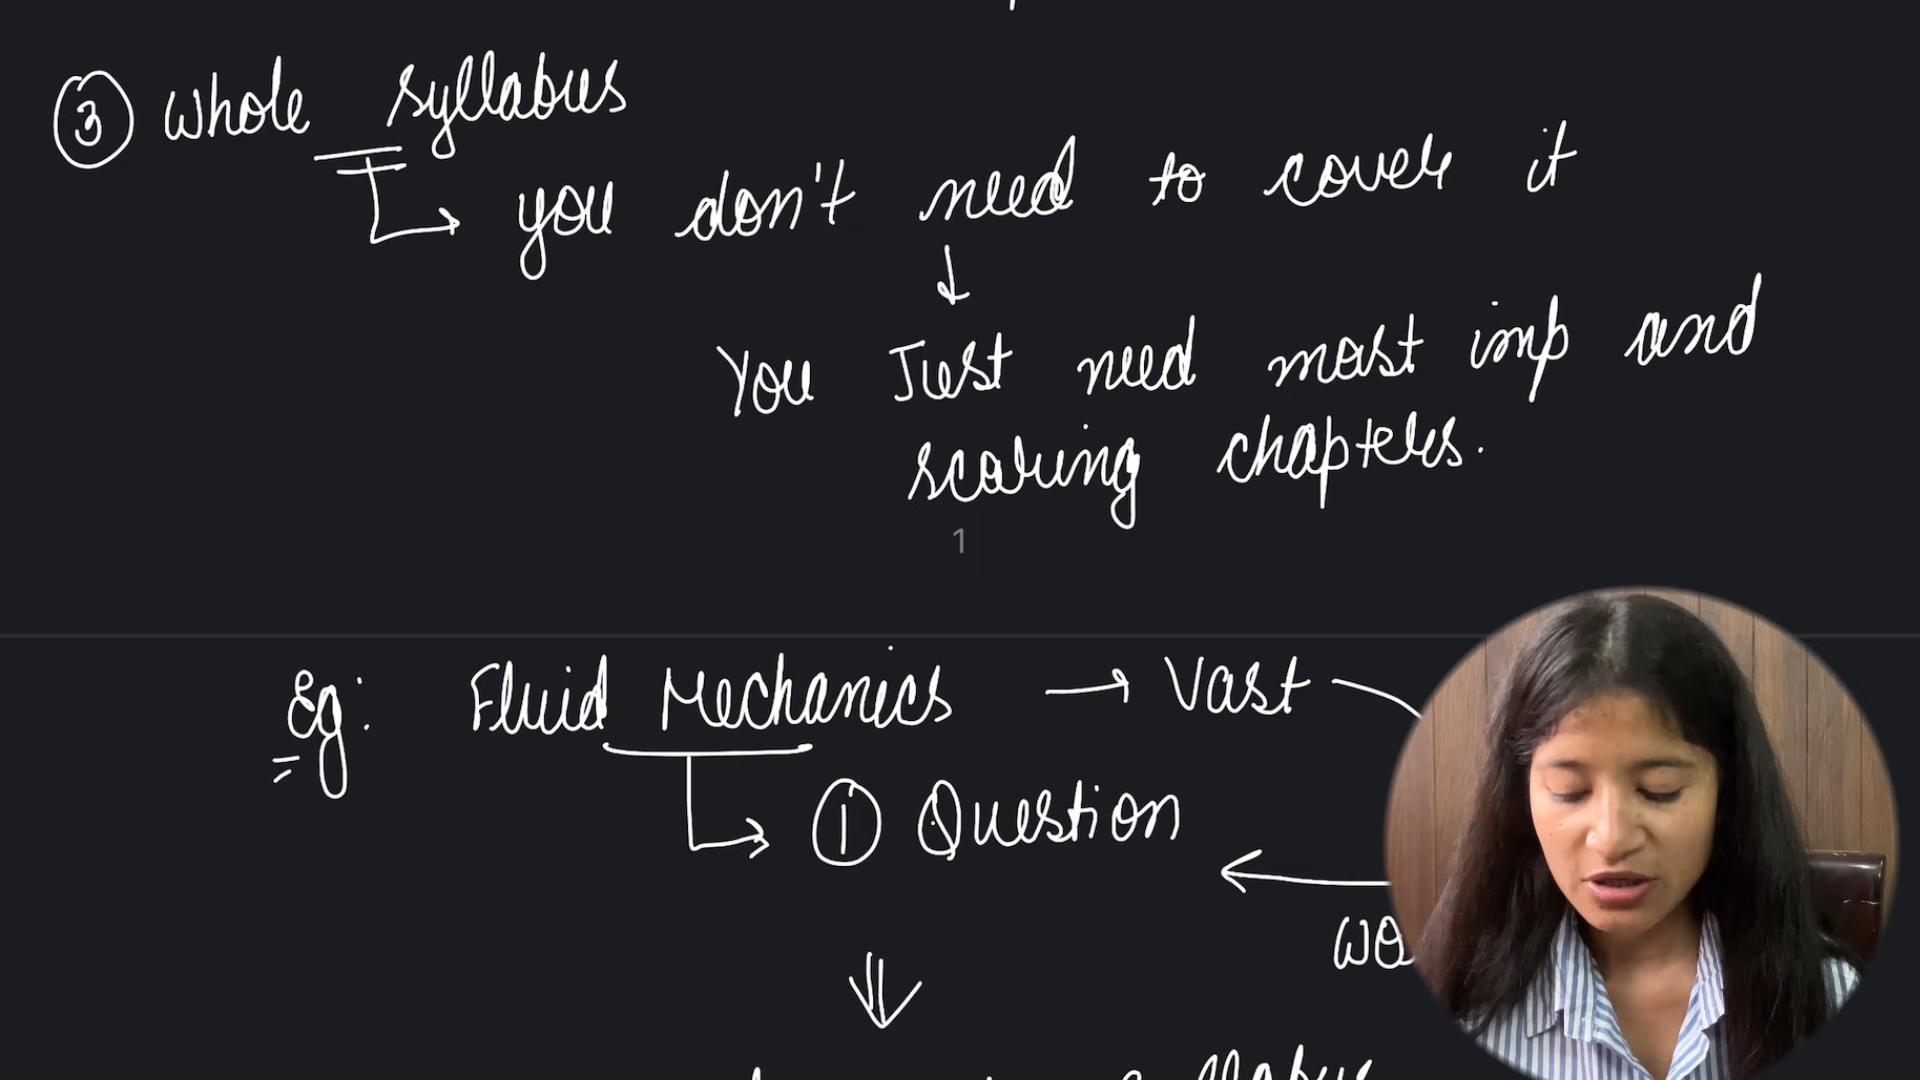 3 Whole syllabus
you don't need to cover it
You Just need most imp and
scoring chapters.
1
Eg: Fluid Mechanics → Vast
1 Question